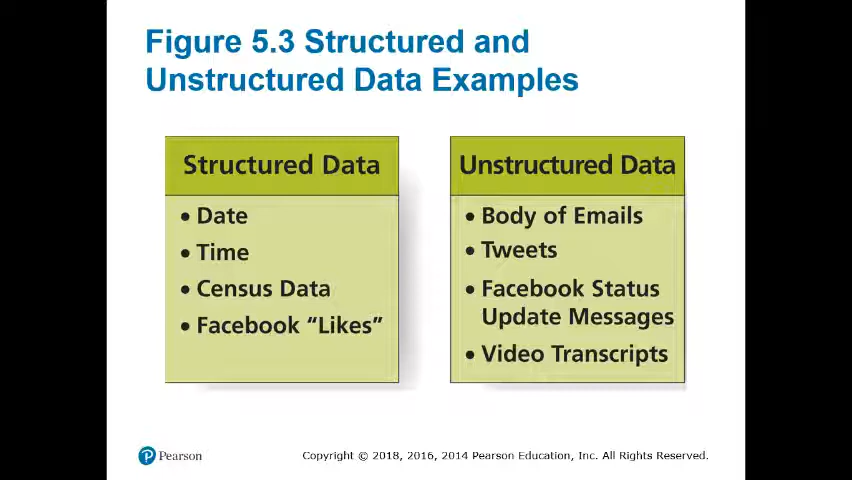 Figure 5.3 Structured and
Unstructured Data Examples
Structured Data
• Date
• Time
• Census Data
• Facebook “Likes”
Unstructured Data
• Body of Emails
• Tweets
• Facebook Status
Update Messages
• Video Transcripts
Pearson
Copyright © 2018, 2016, 2014 Pearson Education, Inc. All Rights Reserved.